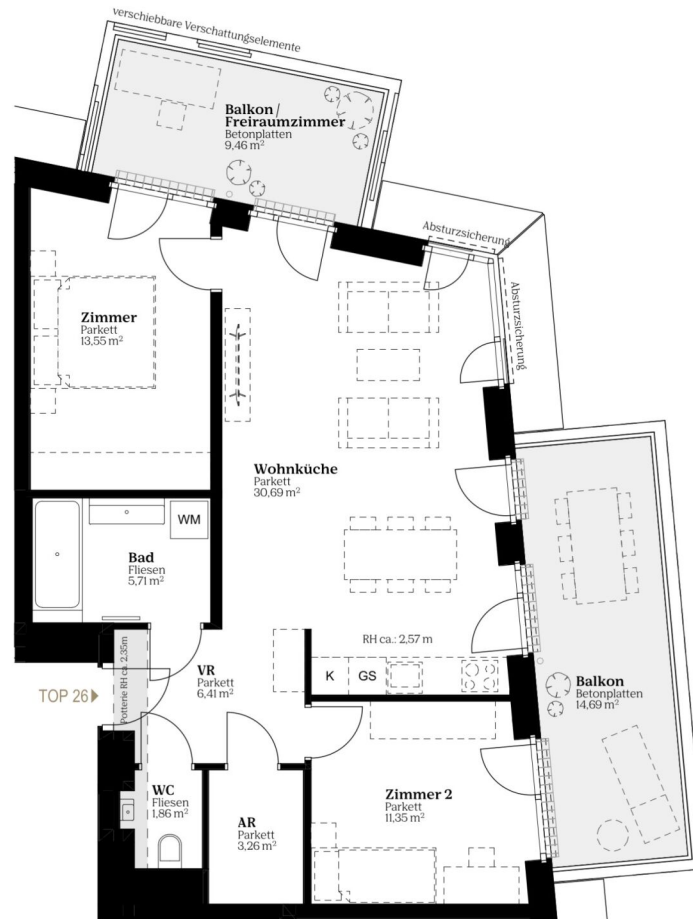 verschiebbare Verschattungselemente
Balkon/
Freiraumzimmer
Betonplatten
9,46 m²
Absturzsicherung
Absturzsicherung
Zimmer
Parkett
13,55 m²
Wohnküche
Parkett
30,69 m²
WM
Bad
Fliesen
5,71 m²
RH ca.: 2,57 m
K
GS
VR
Parkett
6,41 m²
Potterie RH ca. 2.35m
TOP 26
Balkon
Betonplatten
14,69 m²
WC
Fliesen
1,86 m²
AR
Parkett
3,26 m²
Zimmer 2
Parkett
11,35 m²